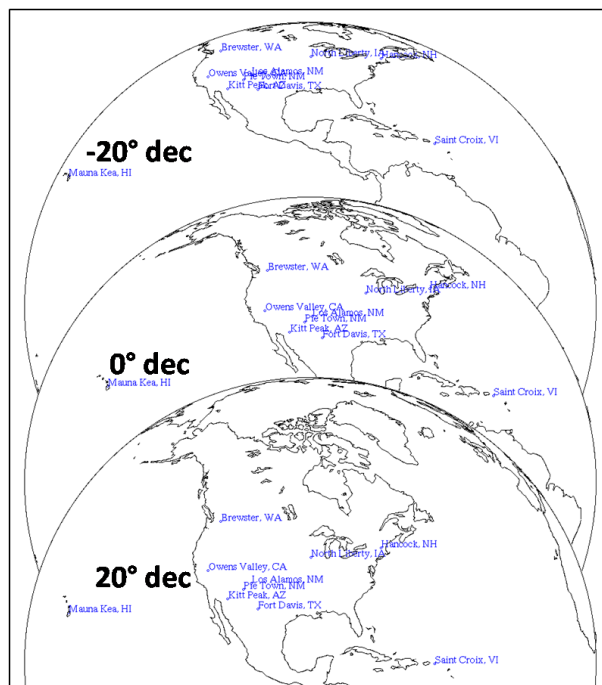 Brewster, WA
North Liberty, IA
Hancock, NH
Los Alamos, NM
Owens Valley, CA
Pie Town, NM
Kitt Peak, AZ
Fort Davis, TX
Saint Croix, VI
-20° dec
Mauna Kea, HI
Brewster, WA
Hancock, NH
North Liberty, IA
Owens Valley, CA
Los Alamos, NM
Pie Town, NM
Kitt Peak, AZ
Fort Davis, TX
0° dec
Mauna Kea, HI
Saint Croix, VI
Brewster, WA
Hancock, NH
North Liberty, IA
Owens Valley, CA
20° dec
Los Alamos, NM
Pie Town, NM
Kitt Peak, AZ
Fort Davis, TX
Mauna Kea, HI
Saint Croix, VI